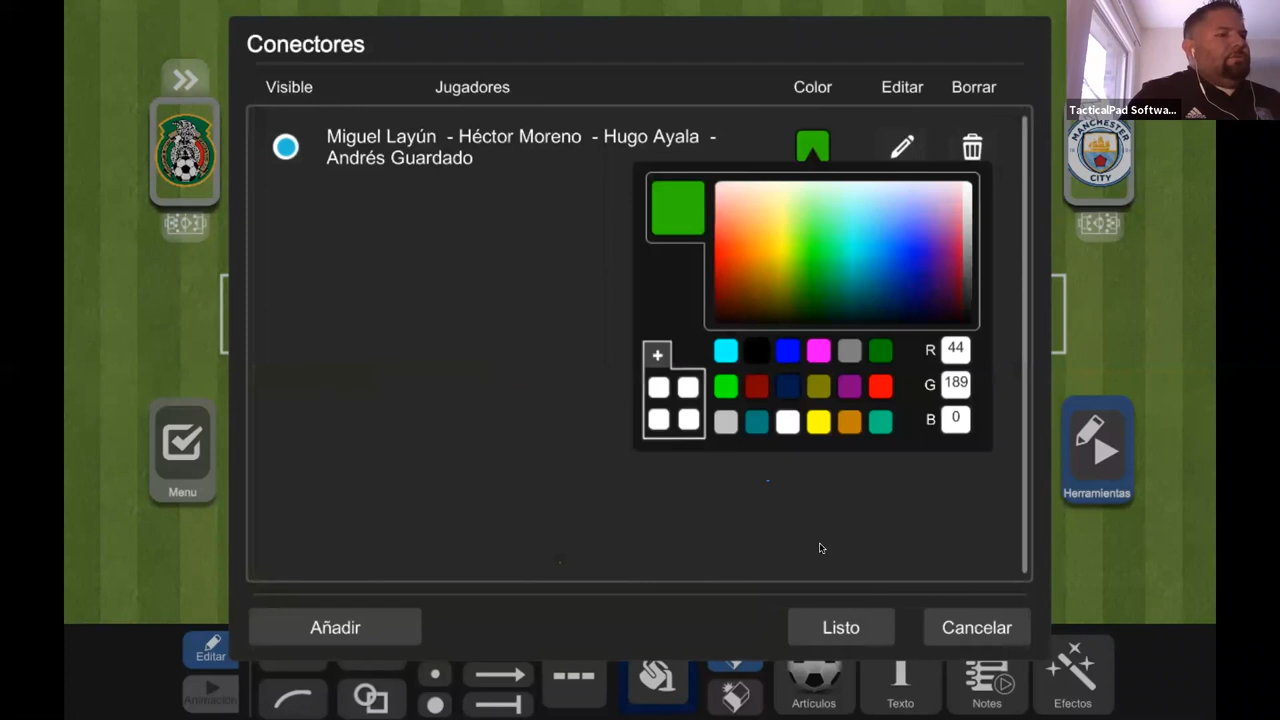 Conectores
Visible Jugadores Color Editar Borrar
Miguel Layún - Héctor Moreno - Hugo Ayala -
Andrés Guardado
R 44
G 189
B 0
Añadir Listo Cancelar
TacticalPad Softwa...
MANCHESTER
CITY
Menu
Herramientas
Editar
Animación
Artículos Texto Notes Efectos